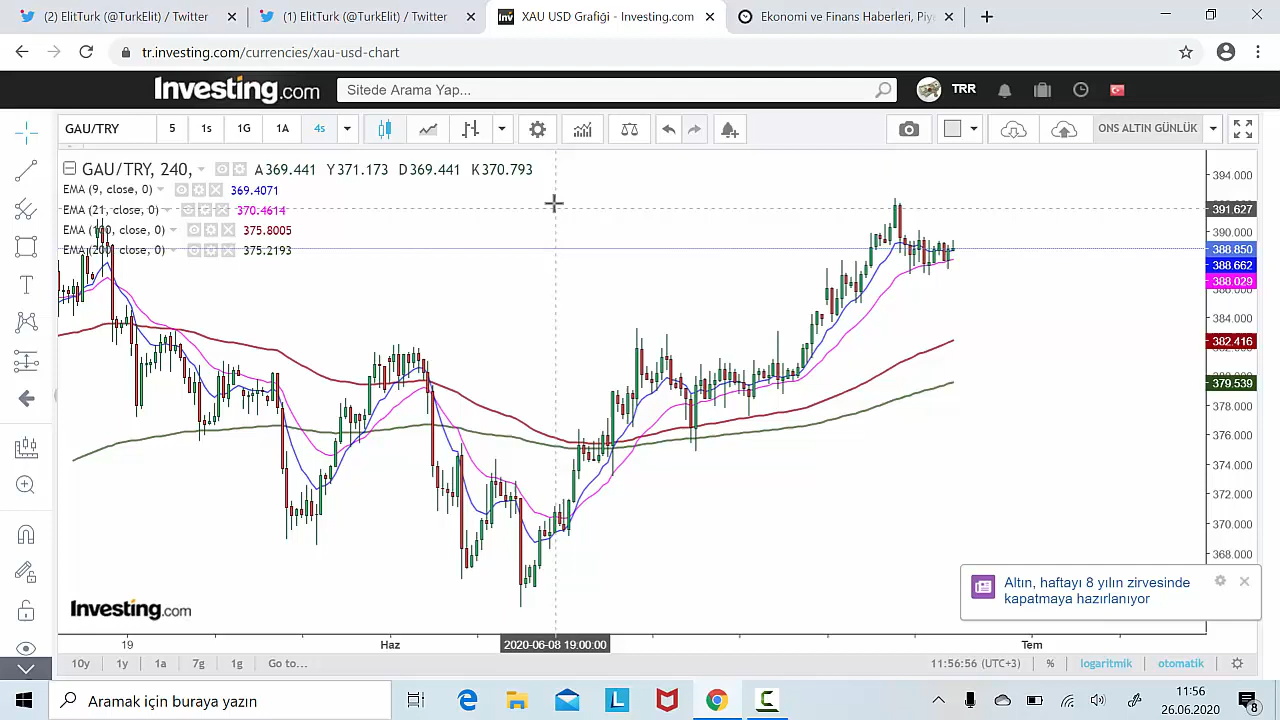 (2) ElitTurk (@TurkElit) / Twitter
(1) ElitTurk (@TurkElit) / Twitter
XAU USD Grafiği - Investing.com
Ekonomi ve Finans Haberleri, Piy
tr.investing.com/currencies/xau-usd-chart
Investing.com
Sitede Arama Yap...
TRR
GAU/TRY
5
1s
1G
1A
4s
ONS ALTIN GÜNLÜK
GAU/TRY, 240,
A369.441 Y371.173 D369.441 K370.793
EMA (9, close, 0)
369.4071
EMA (21, close, 0)
370.4614
375.8005
375.2193
394.000
391.627
390.000
388.850
388.662
388.029
384.000
382.416
379.539
378.000
376.000
374.000
372.000
370.000
368.000
Altın, haftayı 8 yılın zirvesinde
kapatmaya hazırlanıyor
Investing.com
19
Haz
2020-06-08 19:00:00
Tem
10y
1y
1a
7g
1g
Go to...
11:56:56 (UTC+3)
%
logaritmik
otomatik
Aramak için buraya yazın
11:56
26.06.2020
8